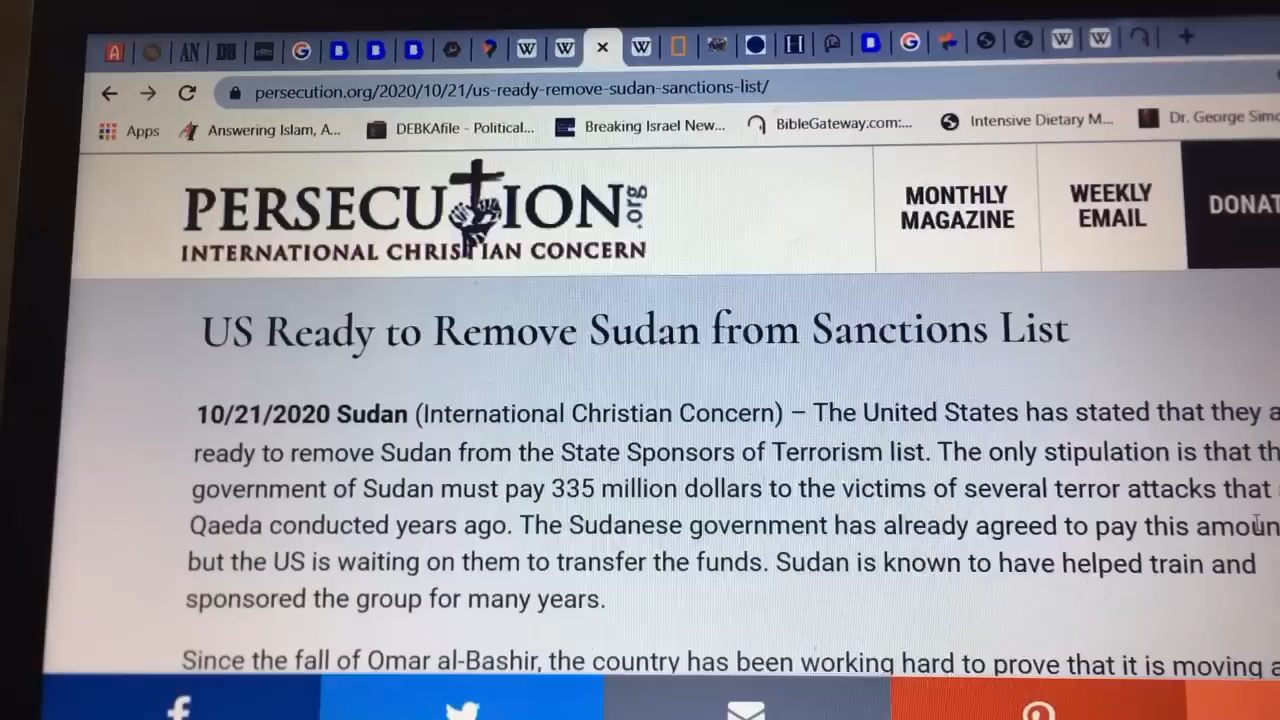 persecution.org/2020/10/21/us-ready-remove-sudan-sanctions-list/
Apps Answering Islam, A... DEBKAfile - Political... Breaking Israel New... BibleGateway.com:... Intensive Dietary M... Dr. George Simo
PERSECUTION.org
INTERNATIONAL CHRISTIAN CONCERN
MONTHLY MAGAZINE
WEEKLY EMAIL
DONAT
US Ready to Remove Sudan from Sanctions List
10/21/2020 Sudan (International Christian Concern) – The United States has stated that they a
ready to remove Sudan from the State Sponsors of Terrorism list. The only stipulation is that th
government of Sudan must pay 335 million dollars to the victims of several terror attacks that
Qaeda conducted years ago. The Sudanese government has already agreed to pay this amoun
but the US is waiting on them to transfer the funds. Sudan is known to have helped train and
sponsored the group for many years.
Since the fall of Omar al-Bashir, the country has been working hard to prove that it is moving a